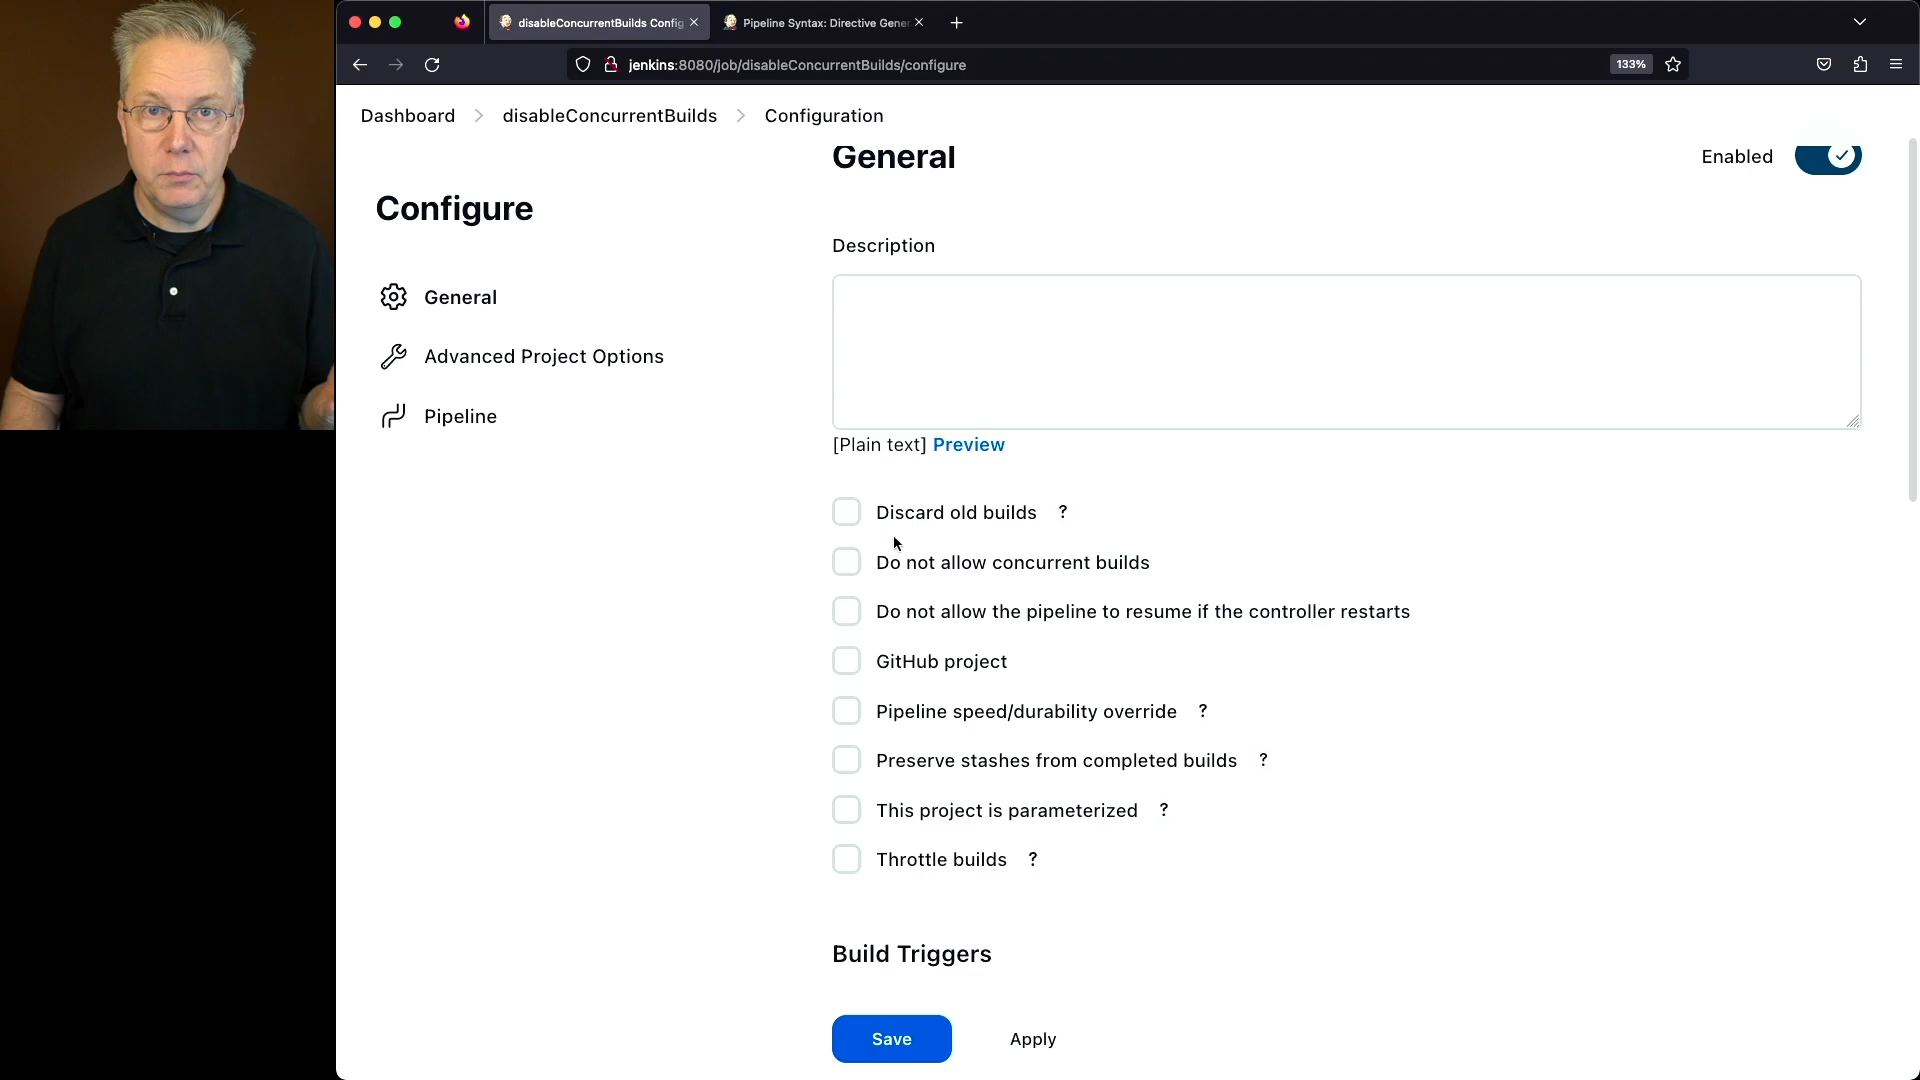 disableConcurrentBuilds Config
Pipeline Syntax: Directive Gene
jenkins:8080/job/disableConcurrentBuilds/configure
133%
Dashboard
disableConcurrentBuilds
Configuration
General
Enabled
Configure
General
Advanced Project Options
Pipeline
Description
[Plain text] Preview
Discard old builds ?
Do not allow concurrent builds
Do not allow the pipeline to resume if the controller restarts
GitHub project
Pipeline speed/durability override ?
Preserve stashes from completed builds ?
This project is parameterized ?
Throttle builds ?
Build Triggers
Save
Apply